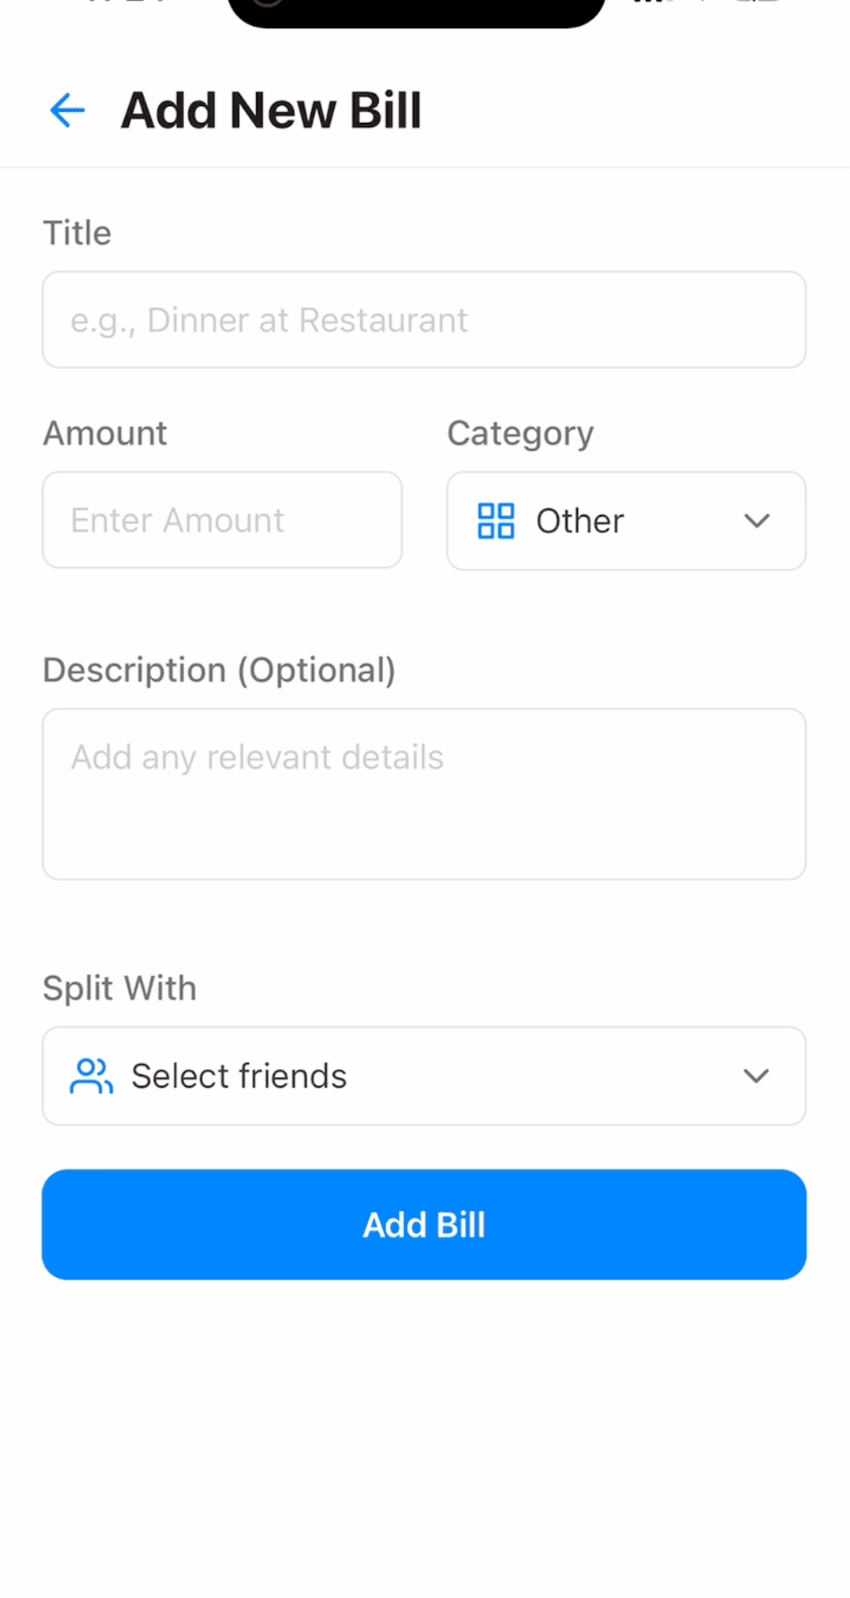 Add New Bill
Title
e.g., Dinner at Restaurant
Amount
Category
Enter Amount
Other
Description (Optional)
Add any relevant details
Split With
Select friends
Add Bill